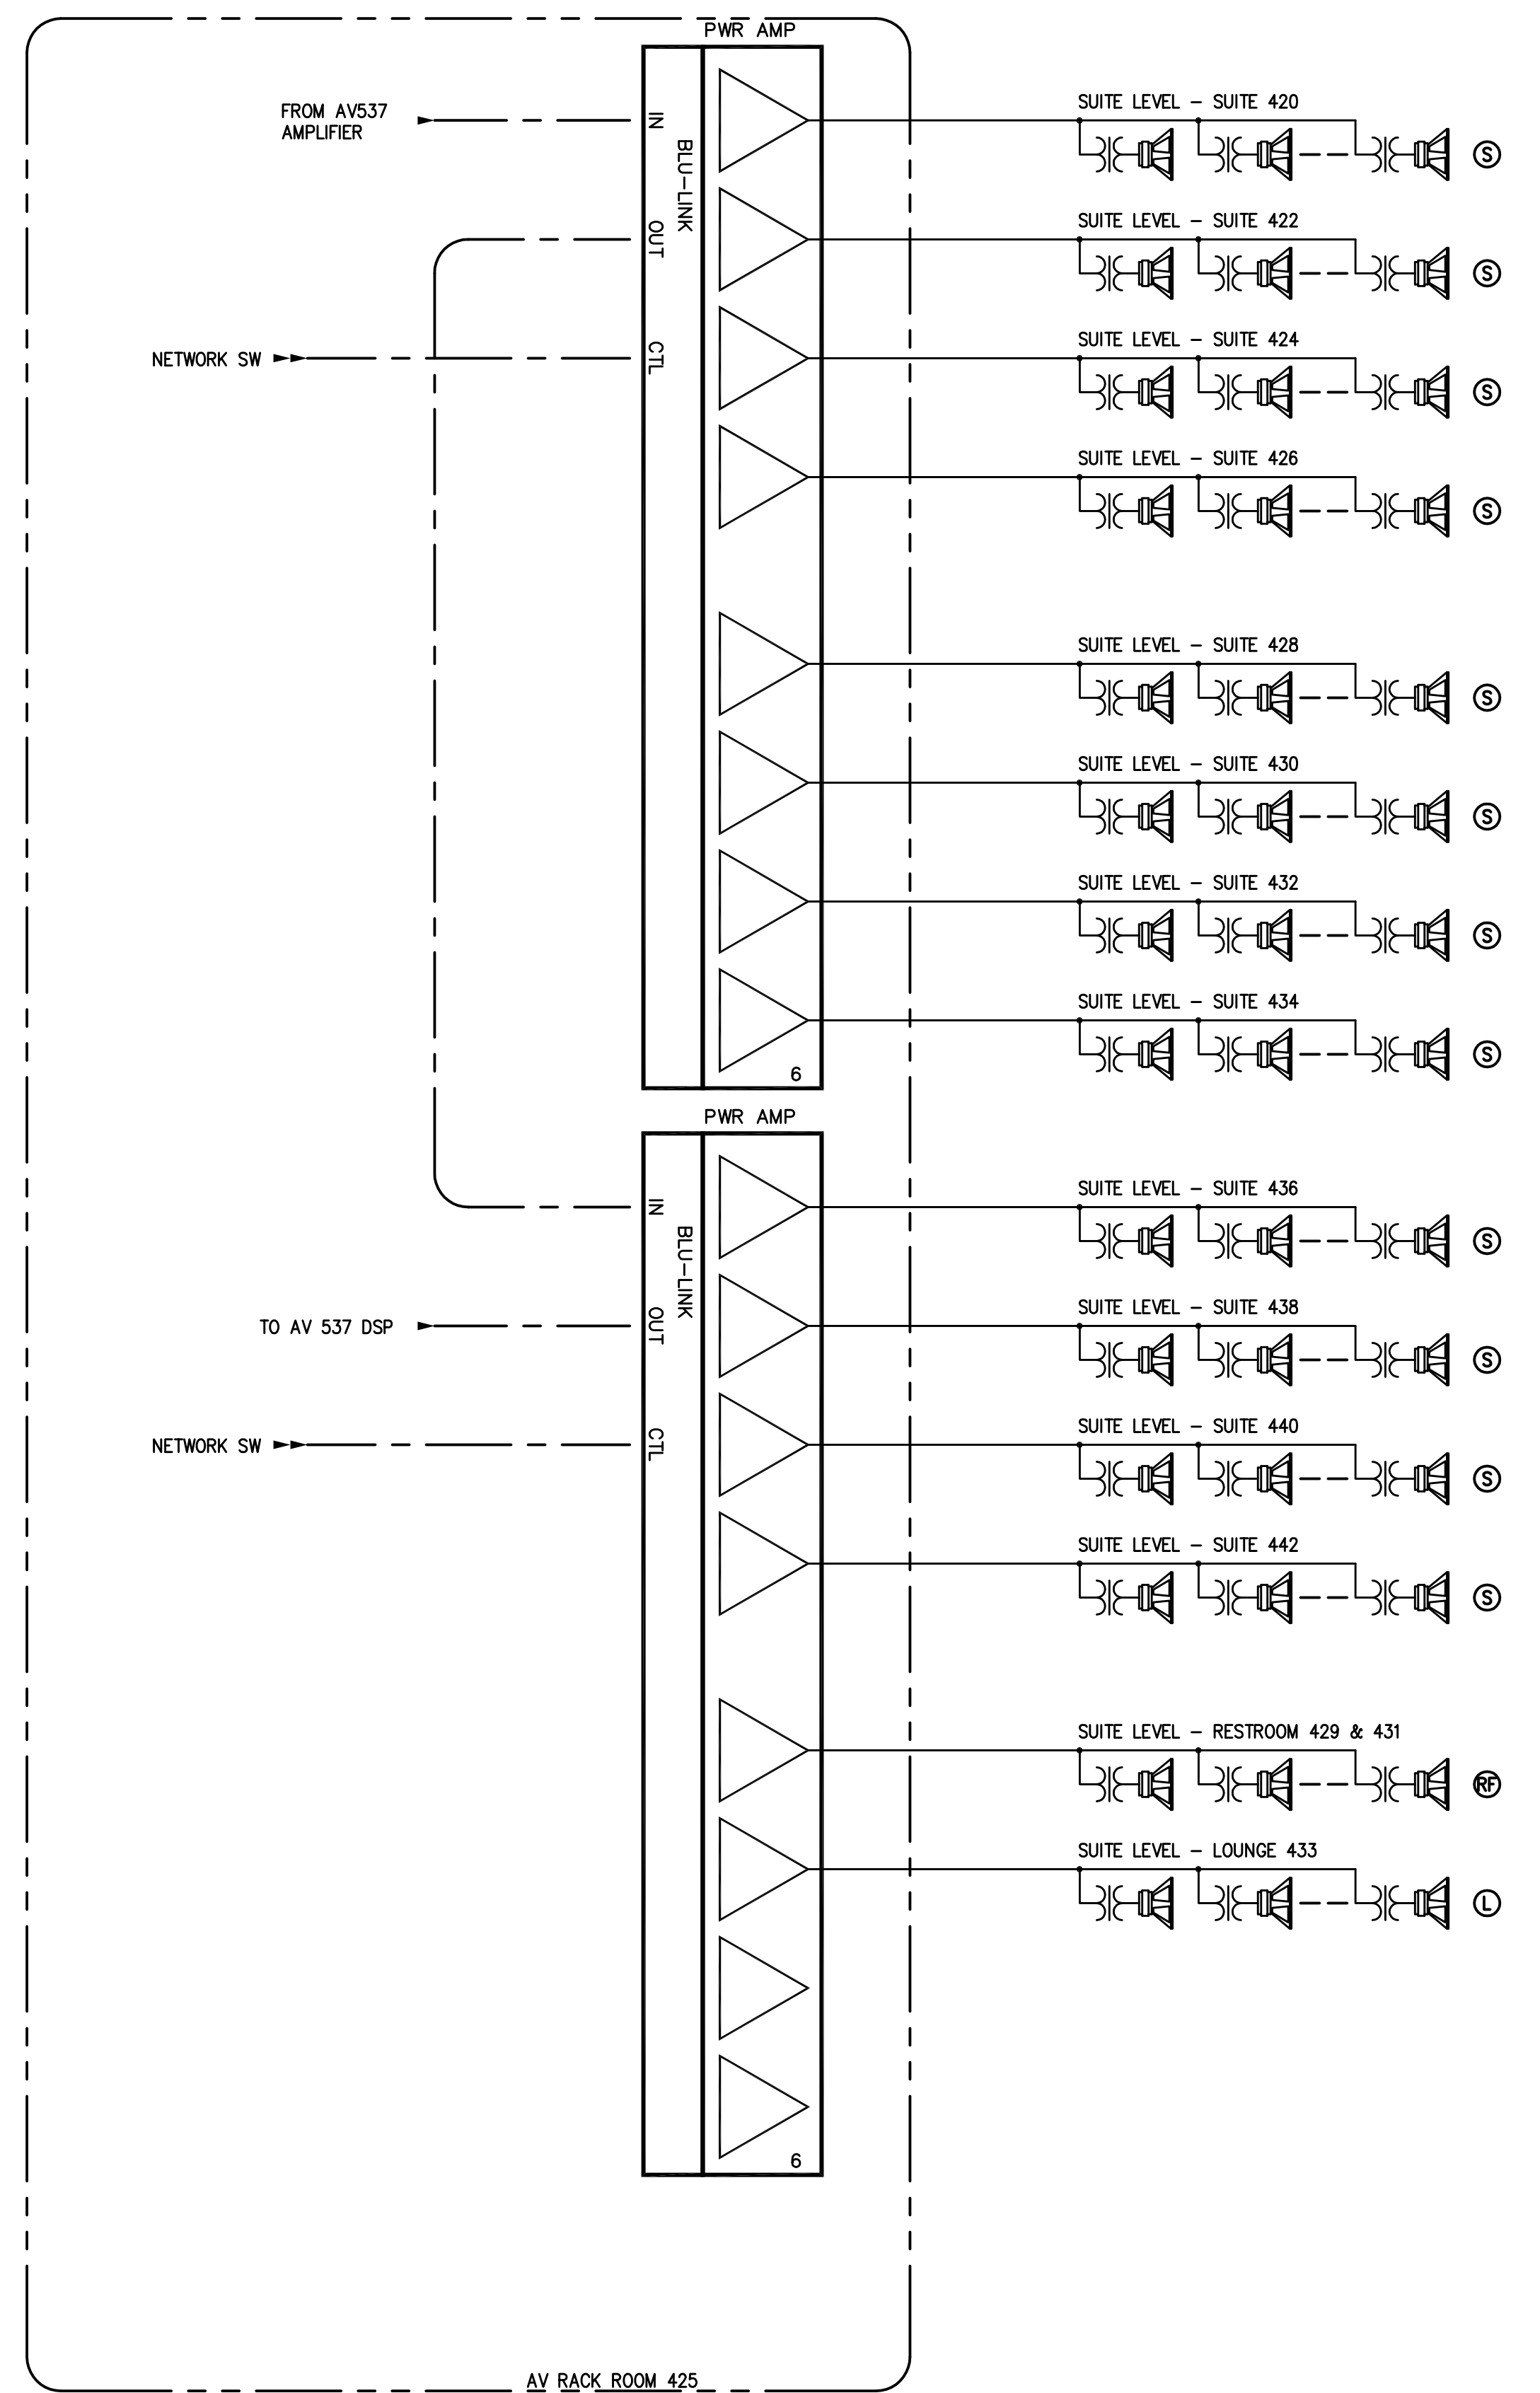 PWR AMP
FROM AV537
AMPLIFIER
IN
BLU-LINK
OUT
CTL
NETWORK SW
SUITE LEVEL - SUITE 420
S
SUITE LEVEL - SUITE 422
S
SUITE LEVEL - SUITE 424
S
SUITE LEVEL - SUITE 426
S
SUITE LEVEL - SUITE 428
S
SUITE LEVEL - SUITE 430
S
SUITE LEVEL - SUITE 432
S
SUITE LEVEL - SUITE 434
S
6
PWR AMP
IN
BLU-LINK
OUT
TO AV 537 DSP
CTL
NETWORK SW
SUITE LEVEL - SUITE 436
S
SUITE LEVEL - SUITE 438
S
SUITE LEVEL - SUITE 440
S
SUITE LEVEL - SUITE 442
S
SUITE LEVEL - RESTROOM 429 & 431
RF
SUITE LEVEL - LOUNGE 433
L
6
AV RACK ROOM 425